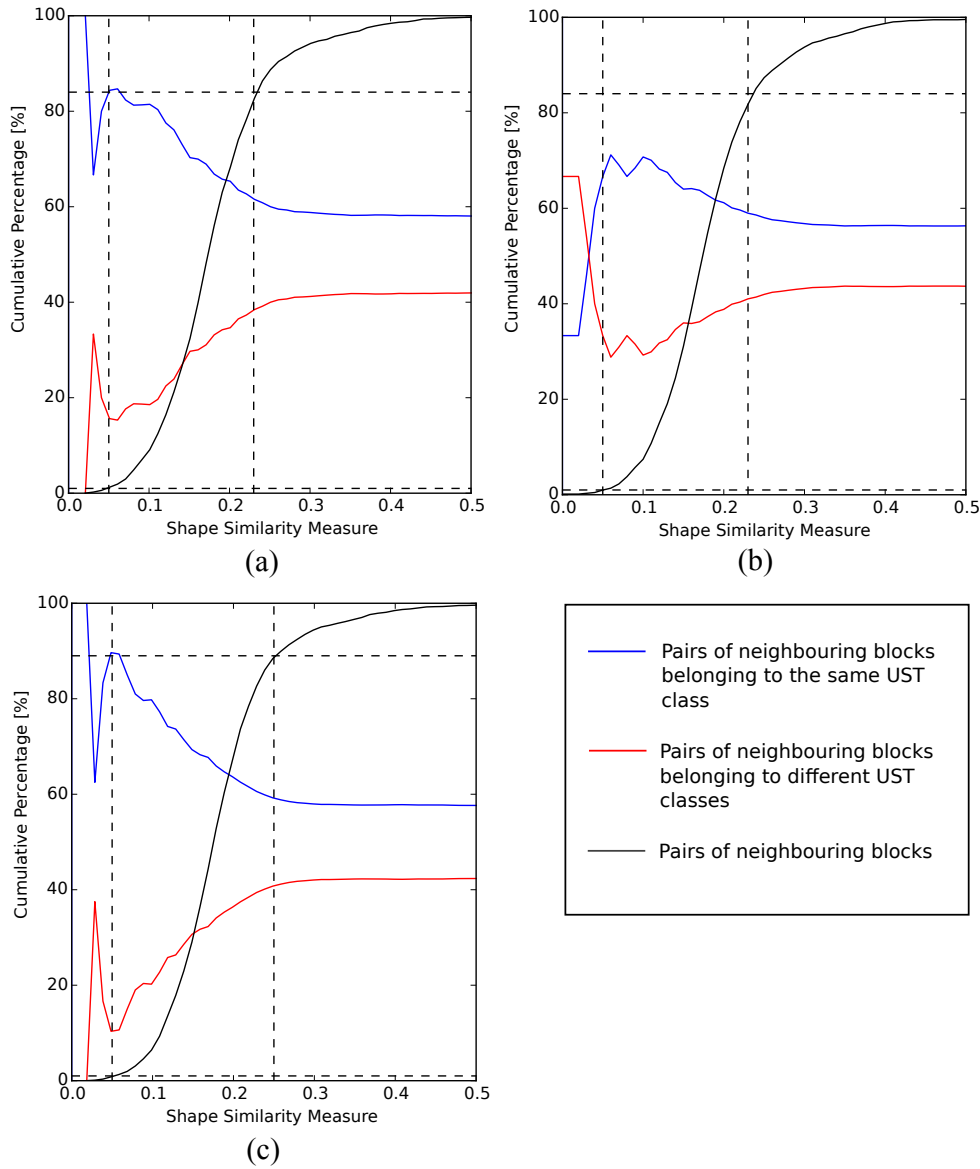 100
80
60
40
20
0
Cumulative Percentage [%]
0.0 0.1 0.2 0.3 0.4 0.5
Shape Similarity Measure
(a)
100
80
60
40
20
0
Cumulative Percentage [%]
0.0 0.1 0.2 0.3 0.4 0.5
Shape Similarity Measure
(b)
100
80
60
40
20
0
Cumulative Percentage [%]
0.0 0.1 0.2 0.3 0.4 0.5
Shape Similarity Measure
(c)
Pairs of neighbouring blocks
belonging to the same UST
class
Pairs of neighbouring blocks
belonging to different UST
classes
Pairs of neighbouring blocks